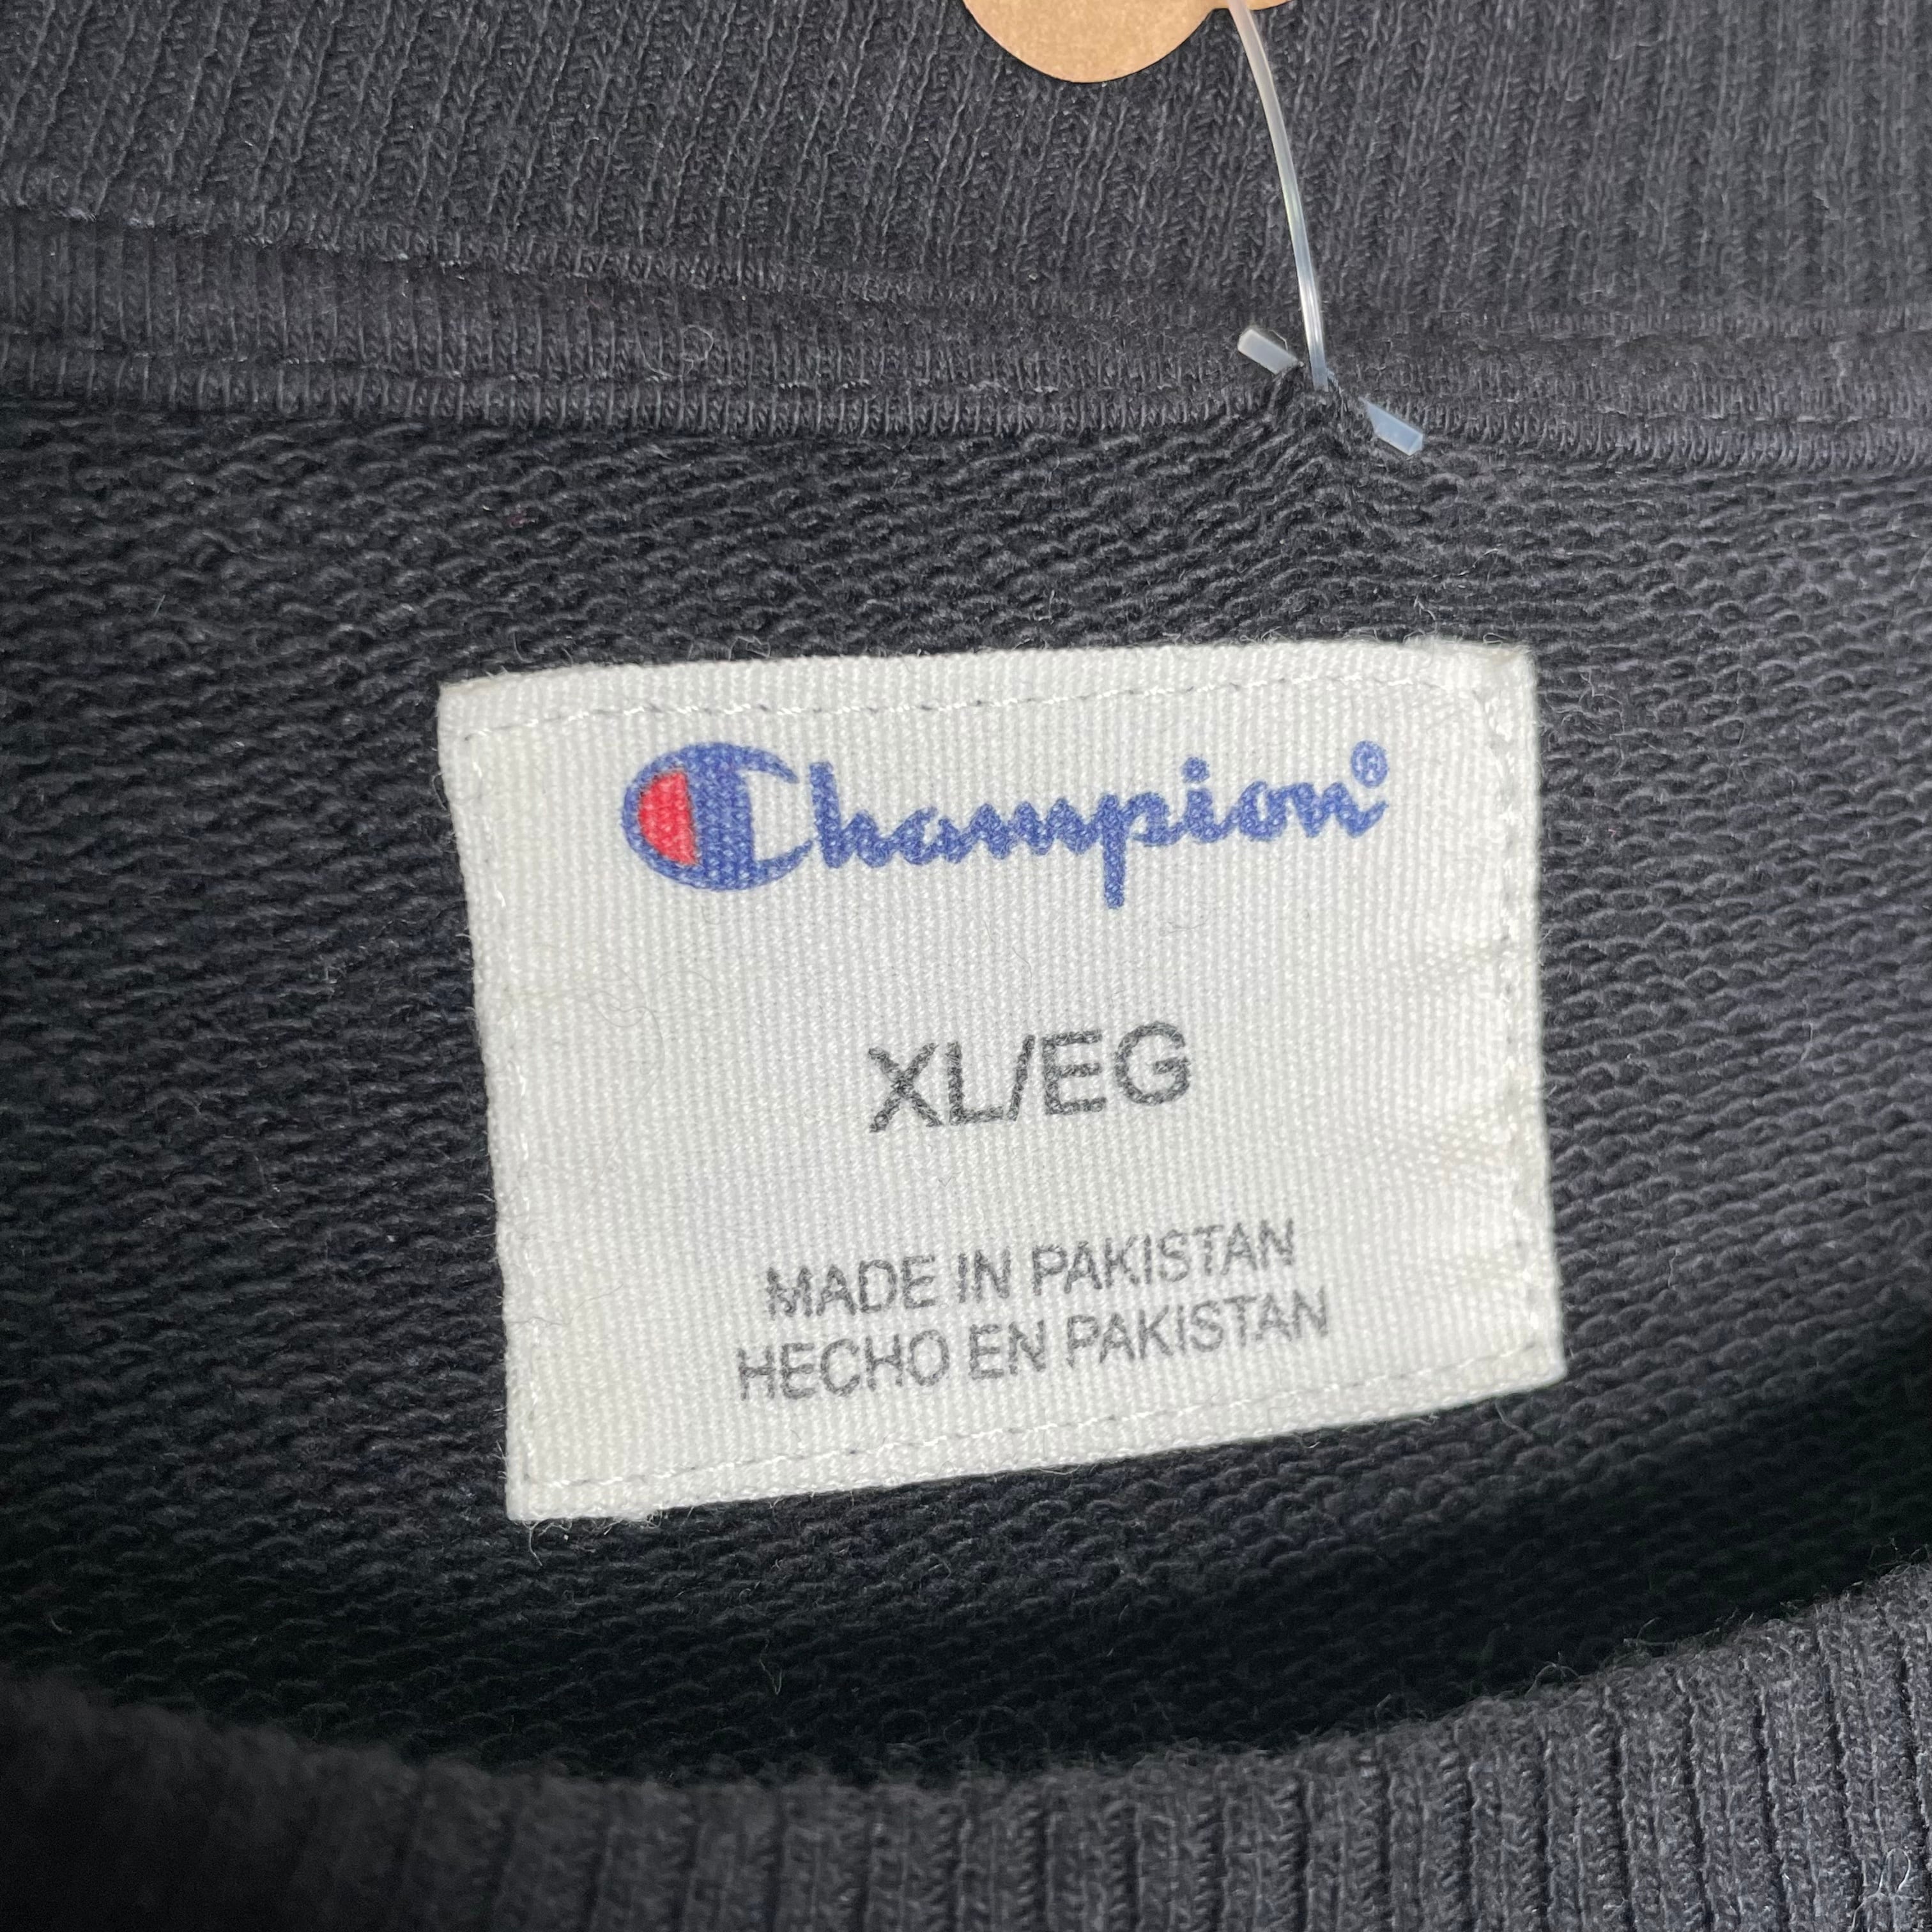 Champion®
XL/EG
MADE IN PAKISTAN
HECHO EN PAKISTAN